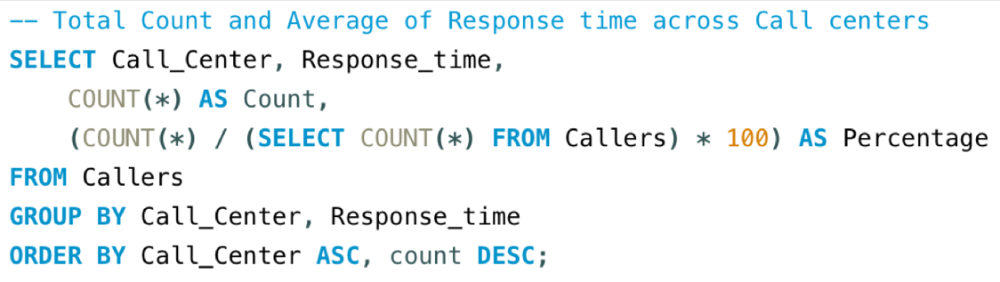 -- Total Count and Average of Response time across Call centers
SELECT Call_Center, Response_time,
COUNT(*) AS Count,
(COUNT(*) / (SELECT COUNT(*) FROM Callers) * 100) AS Percentage
FROM Callers
GROUP BY Call_Center, Response_time
ORDER BY Call_Center ASC, count DESC;